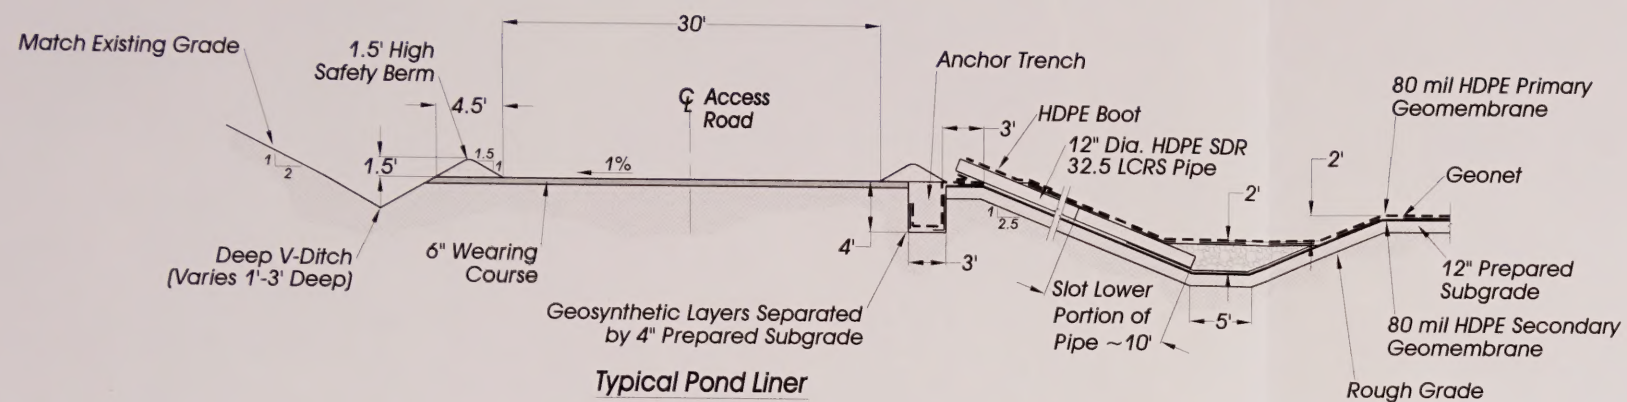 30'
Match Existing Grade
1.5' High
Safety Berm
4.5'
℄ Access
Road
Anchor Trench
80 mil HDPE Primary
Geomembrane
HDPE Boot
3'
12" Dia. HDPE SDR
32.5 LCRS Pipe
2'
Geonet
1
2
1.5'
1.5
1
1%
2'
1
2.5
4'
3'
Deep V-Ditch
(Varies 1'-3' Deep)
6" Wearing
Course
Geosynthetic Layers Separated
by 4" Prepared Subgrade
Slot Lower
Portion of
Pipe ~10'
5'
12" Prepared
Subgrade
80 mil HDPE Secondary
Geomembrane
Rough Grade
Typical Pond Liner